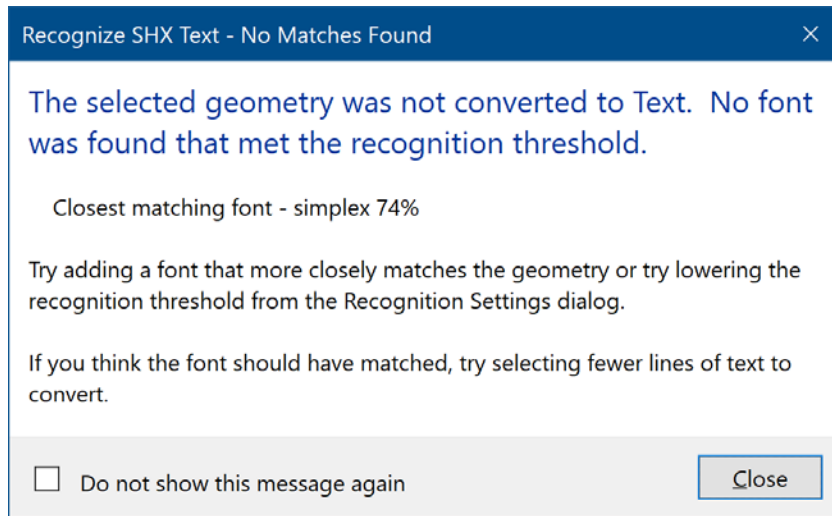 Recognize SHX Text - No Matches Found
The selected geometry was not converted to Text. No font
was found that met the recognition threshold.
Closest matching font - simplex 74%
Try adding a font that more closely matches the geometry or try lowering the
recognition threshold from the Recognition Settings dialog.
If you think the font should have matched, try selecting fewer lines of text to
convert.
Do not show this message again
Close